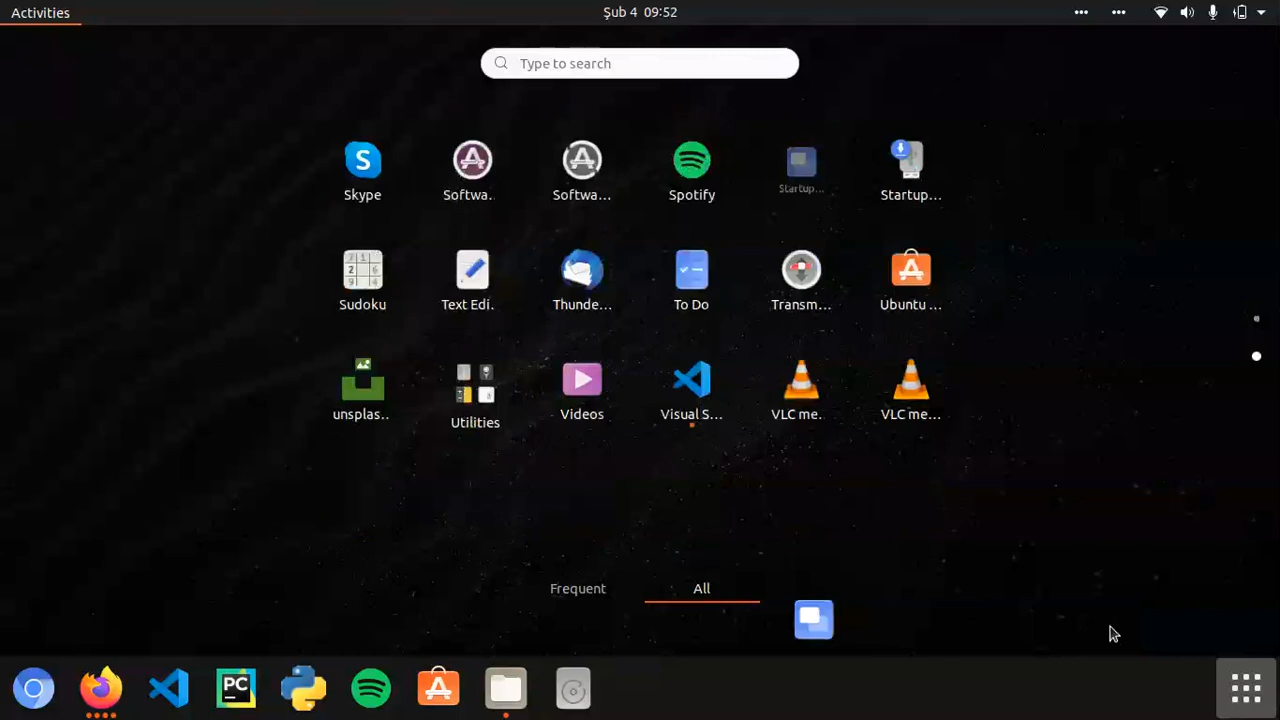 Activities
Şub 4 09:52
Type to search
Skype
Softwa..
Softwa...
Spotify
Startup...
Startup...
Sudoku
Text Edi..
Thunde...
To Do
Transm...
Ubuntu ...
unsplas..
Utilities
Videos
Visual S...
VLC me..
VLC me...
Frequent
All
PC